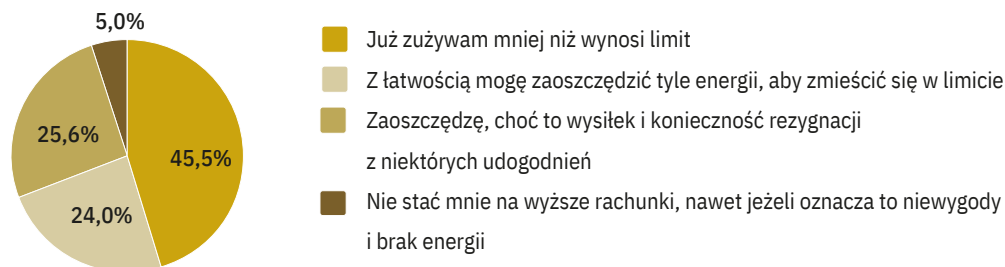 5,0%
25,6%
45,5%
24,0%
Już zużywam mniej niż wynosi limit
Z łatwością mogę zaoszczędzić tyle energii, aby zmieścić się w limicie
Zaoszczędzę, choć to wysiłek i konieczność rezygnacji
z niektórych udogodnień
Nie stać mnie na wyższe rachunki, nawet jeżeli oznacza to niewygody
i brak energii